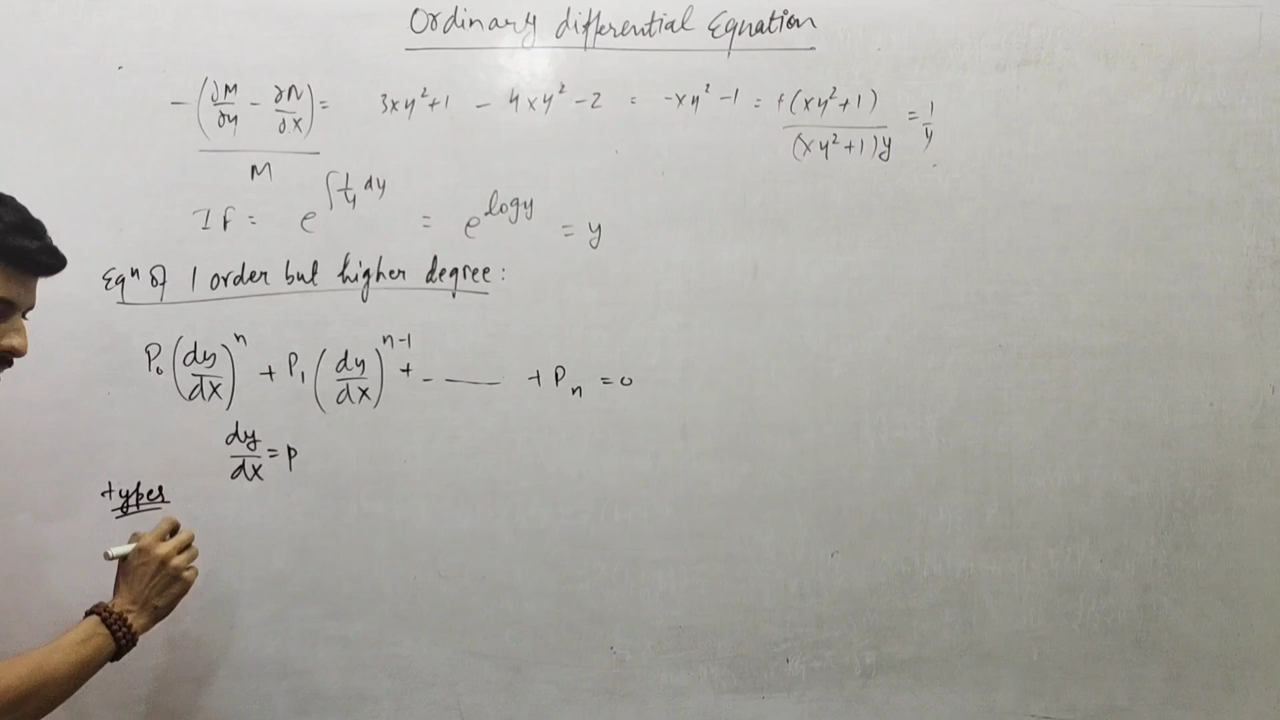 Ordinary differential Equation
-(∂M/∂y - ∂N/∂x)/M = 3xy²+1 - 4xy²-2 = -xy²-1 = +(xy²+1)/(xy²+1)y = 1/y
IF = e^∫1/y dy = e^logy = y
Eqⁿ of 1 order but higher degree:
P₀(dy/dx)ⁿ + P₁(dy/dx)ⁿ⁻¹ + - —— + Pₙ = 0
dy/dx = p
types